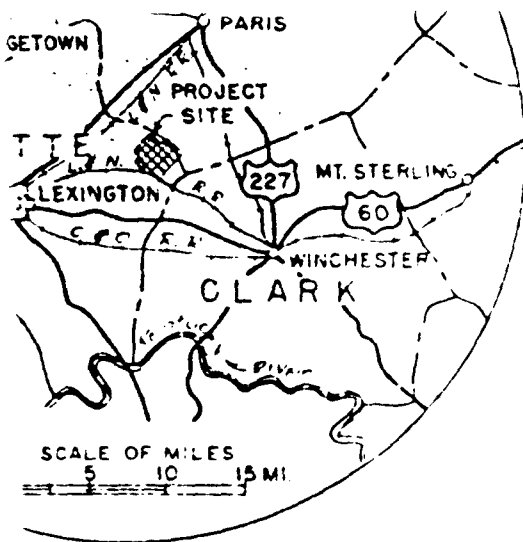 PARIS
GETOWN
PROJECT
SITE
TTE
L. N.
LEXINGTON
R.R.
227
MT. STERLING
60
C & O R.R.
WINCHESTER
CLARK
SCALE OF MILES
5 10 15 MI.